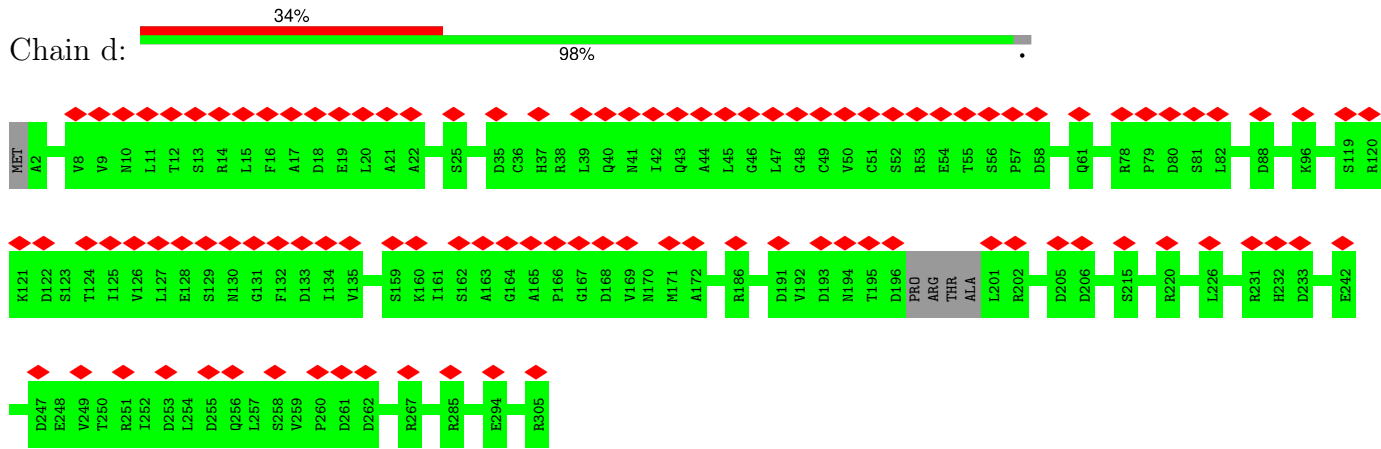 34%
Chain d:
98%
.
MET A2 V8 V9 N10 L11 T12 S13 R14 L15 F16 A17 D18 E19 L20 A21 A22 S25 D35 C36 H37 R38 L39 Q40 N41 I42 Q43 A44 L45 G46 L47 G48 C49 V50 C51 S52 R53 E54 T55 S56 P57 D58 Q61 R78 P79 D80 S81 L82 D88 K96 S119 R120
K121 D122 S123 T124 I125 V126 L127 E128 S129 N130 G131 F132 D133 I134 V135 S159 K160 I161 S162 A163 G164 A165 P166 G167 D168 V169 N170 M171 A172 R186 D191 V192 D193 N194 T195 D196 PRO ARG THR ALA L201 R202 D205 D206 S215 R220 L226 R231 H232 D233 E242
D247 E248 V249 T250 R251 I252 D253 L254 D255 Q256 L257 S258 V259 P260 D261 D262 R267 R285 E294 R305